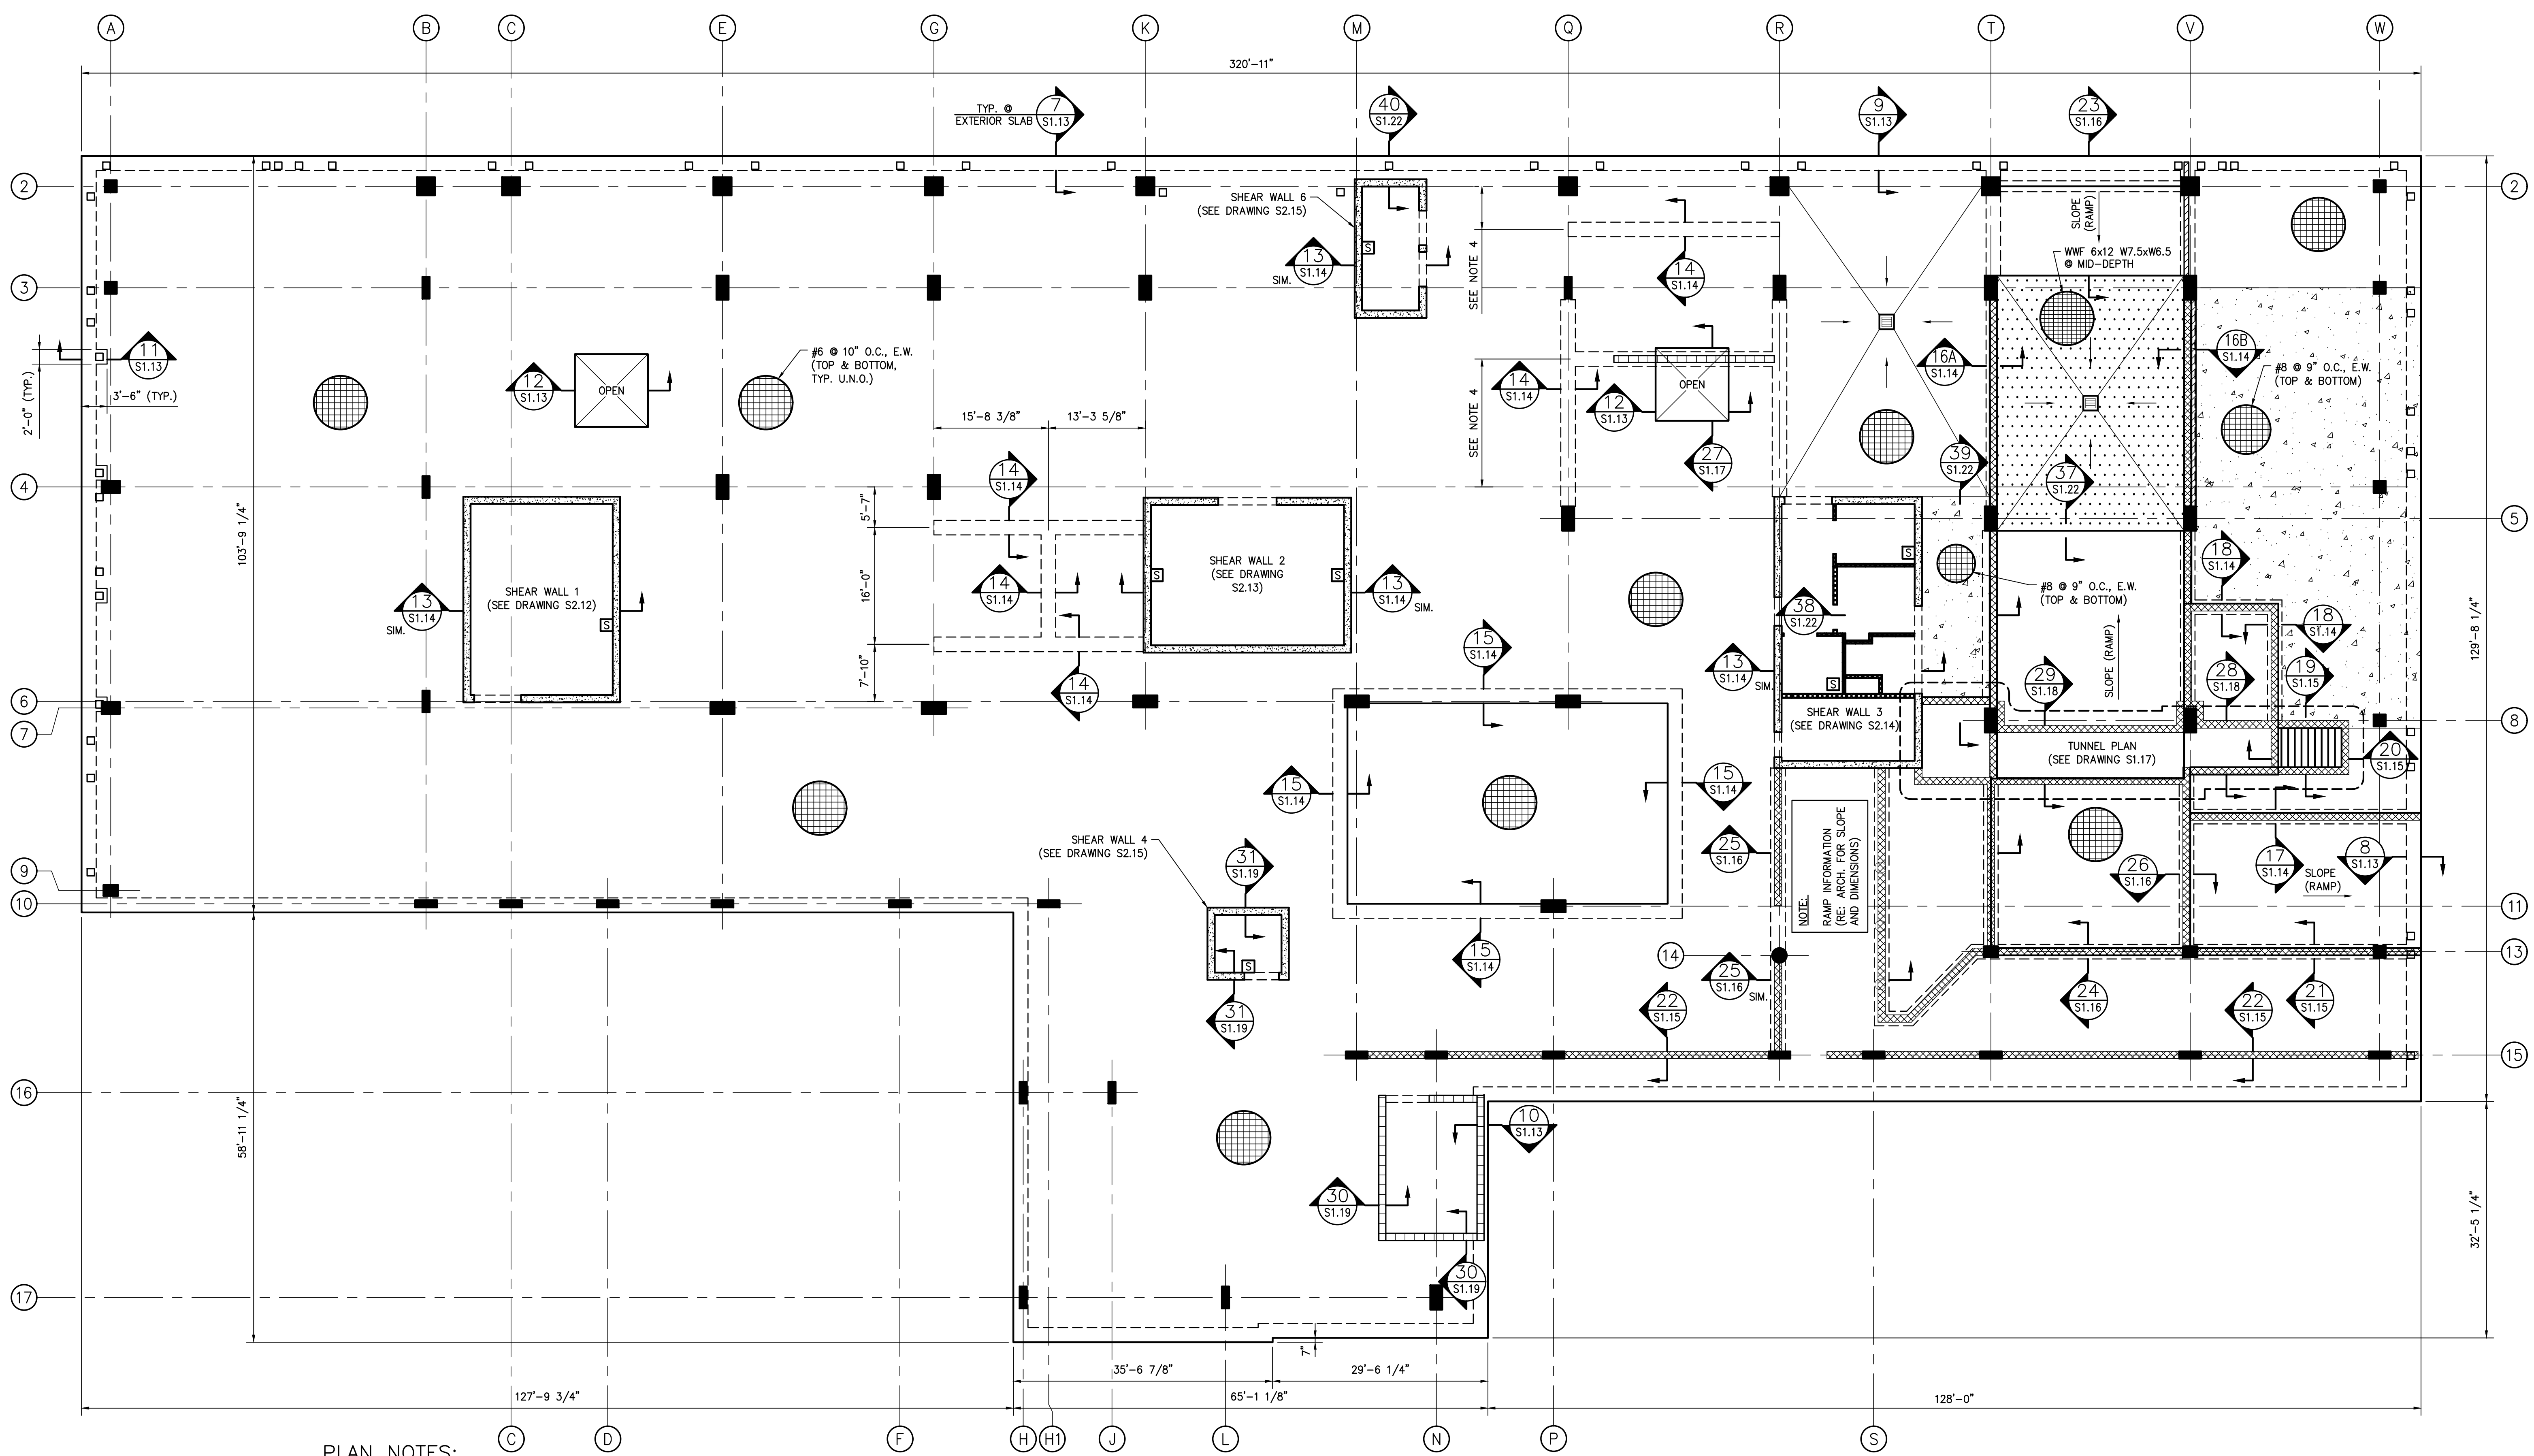 A
B
C
E
G
K
M
Q
R
T
V
W
320'-11"
TYP. @
EXTERIOR SLAB
7
S1.13
40
S1.22
9
S1.13
23
S1.16
2
2
SHEAR WALL 6
(SEE DRAWING S2.15)
S
13
S1.14
SIM.
SEE NOTE 4
14
S1.14
SLOPE
(RAMP)
WWF 6x12 W7.5xW6.5
@ MID-DEPTH
3
11
S1.13
2'-0" (TYP.)
3'-6" (TYP.)
12
S1.13
OPEN
#6 @ 10" O.C., E.W.
(TOP & BOTTOM,
TYP. U.N.O.)
15'-8 3/8"
13'-3 5/8"
SEE NOTE 4
14
S1.14
12
S1.13
OPEN
27
S1.17
16A
S1.14
16B
S1.14
#8 @ 9" O.C., E.W.
(TOP & BOTTOM)
39
S1.22
37
S1.22
4
5
103'-9 1/4"
14
S1.14
5'-7"
16'-0"
7'-10"
14
S1.14
14
S1.14
13
S1.14
SIM.
SHEAR WALL 1
(SEE DRAWING S2.12)
S
S
SHEAR WALL 2
(SEE DRAWING
S2.13)
S
13
S1.14
SIM.
S
38
S1.22
#8 @ 9" O.C., E.W.
(TOP & BOTTOM)
18
S1.14
18
S1.14
129'-8 1/4"
15
S1.14
13
S1.14
SIM.
S
SLOPE (RAMP)
29
S1.18
28
S1.18
19
S1.15
6
7
8
SHEAR WALL 3
(SEE DRAWING S2.14)
TUNNEL PLAN
(SEE DRAWING S1.17)
20
S1.15
15
S1.14
15
S1.14
SHEAR WALL 4
(SEE DRAWING S2.15)
31
S1.19
25
S1.16
NOTE:
RAMP INFORMATION
(RE: ARCH. FOR SLOPE
AND DIMENSIONS)
26
S1.16
17
S1.14
8
S1.13
SLOPE
(RAMP)
9
10
11
S
31
S1.19
15
S1.14
14
25
S1.16
SIM.
13
22
S1.15
24
S1.16
22
S1.15
21
S1.15
15
16
58'-11 1/4"
10
S1.13
30
S1.19
30
S1.19
32'-5 1/4"
17
7"
35'-6 7/8"
29'-6 1/4"
127'-9 3/4"
65'-1 1/8"
128'-0"
C
D
F
H
H1
J
L
N
P
S
PLAN NOTES: